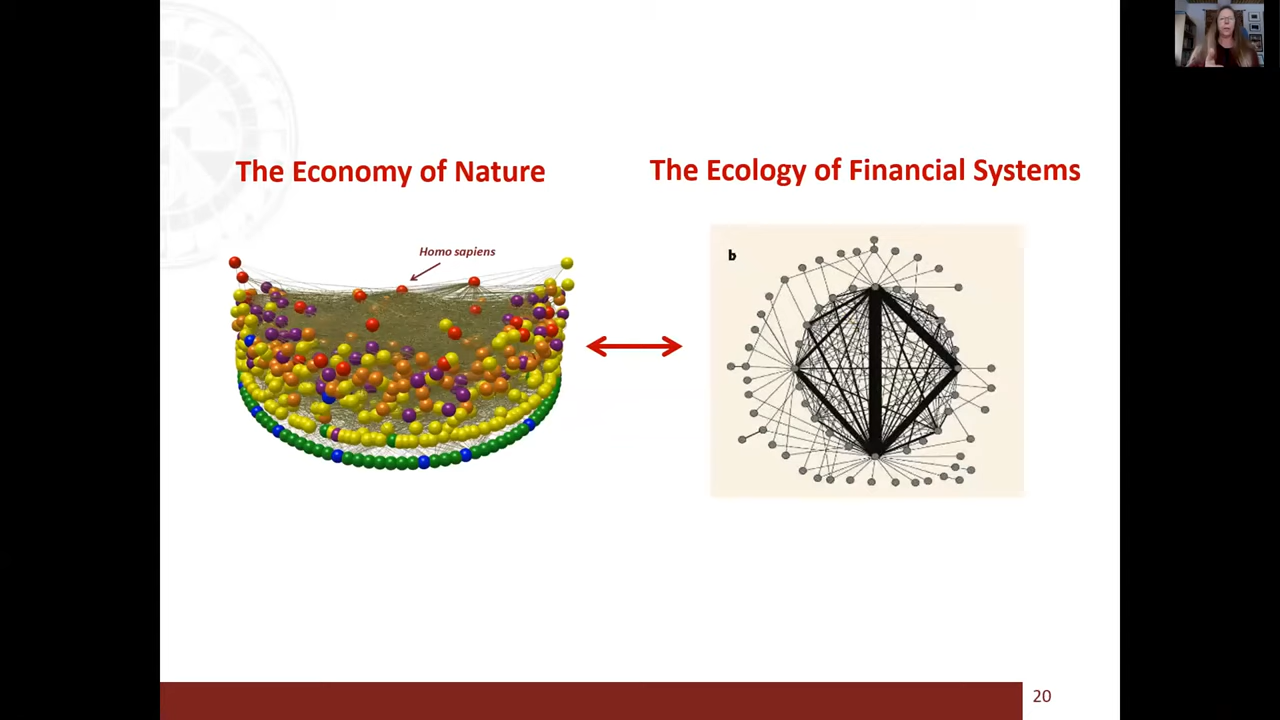 The Economy of Nature
The Ecology of Financial Systems
Homo sapiens
b
20